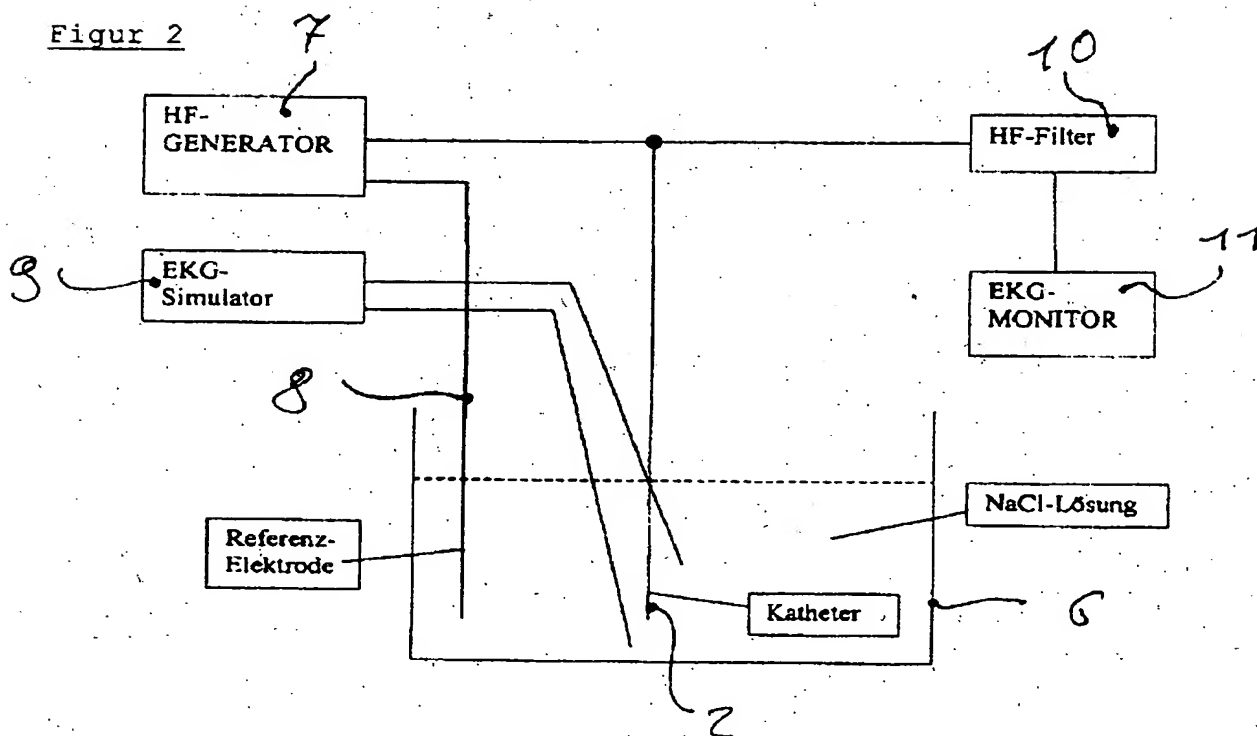 Figur 2
7
10
HF-
GENERATOR
HF-Filter
9
EKG-
Simulator
11
EKG-
MONITOR
8
NaCl-Lösung
Referenz-
Elektrode
Katheter
6
2